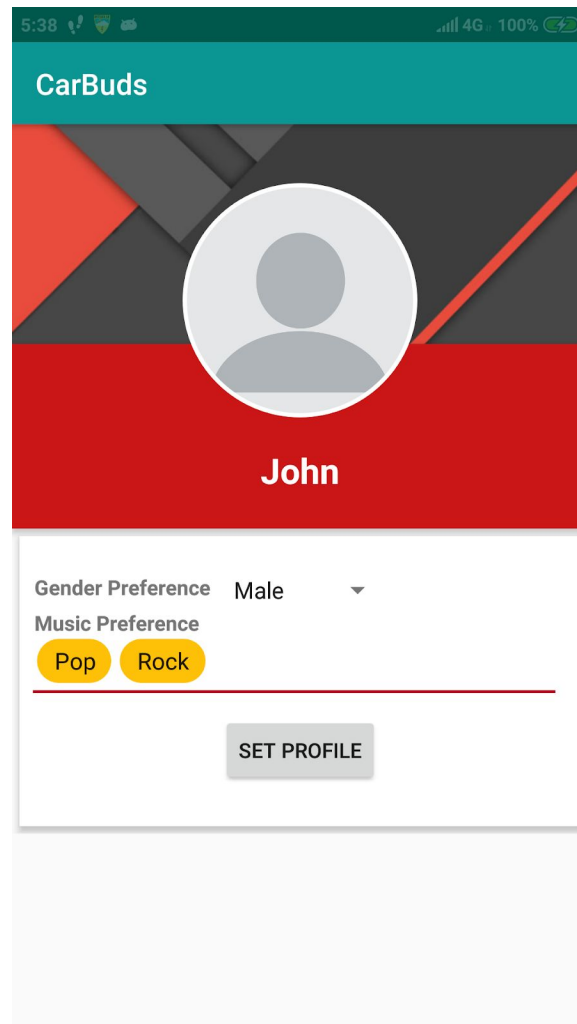 5:38 4G 100%
CarBuds
John
Gender Preference Male
Music Preference
Pop Rock
SET PROFILE